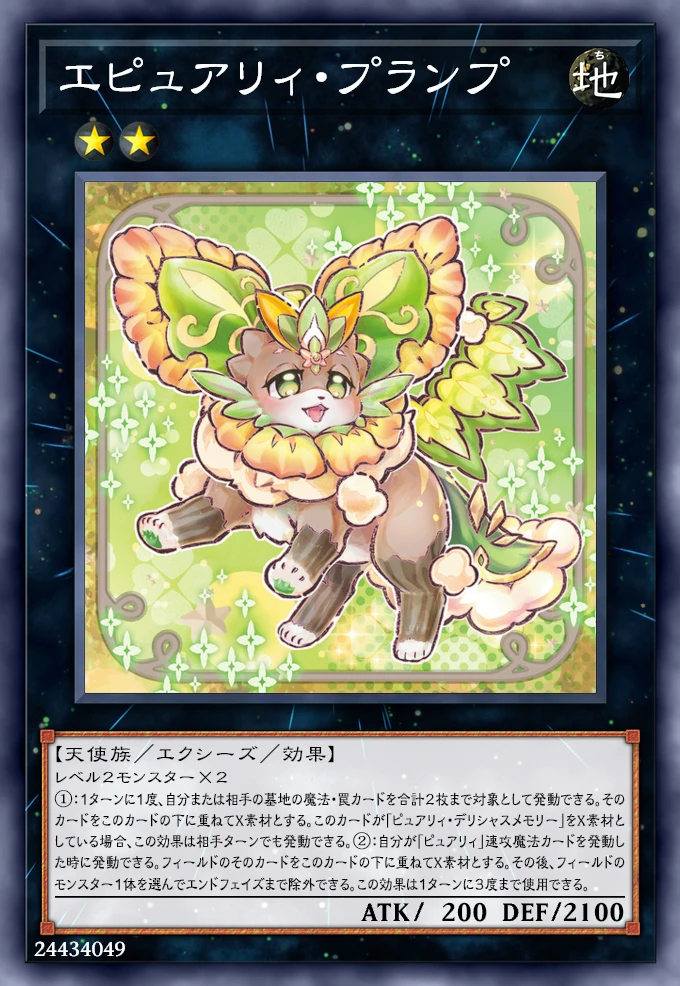 エピュアリィ・プランプ
地
ち
【天使族／エクシーズ／効果】
レベル２モンスター×２
①：１ターンに１度、自分または相手の墓地の魔法・罠カードを合計２枚まで対象として発動できる。その
カードをこのカードの下に重ねてX素材とする。このカードが「ピュアリィ・デリシャスメモリー」をX素材と
している場合、この効果は相手ターンでも発動できる。②：自分が「ピュアリィ」速攻魔法カードを発動し
た時に発動できる。フィールドのそのカードをこのカードの下に重ねてX素材とする。その後、フィールドの
モンスター１体を選んでエンドフェイズまで除外できる。この効果は１ターンに３度まで使用できる。
ATK/ 200 DEF/2100
24434049